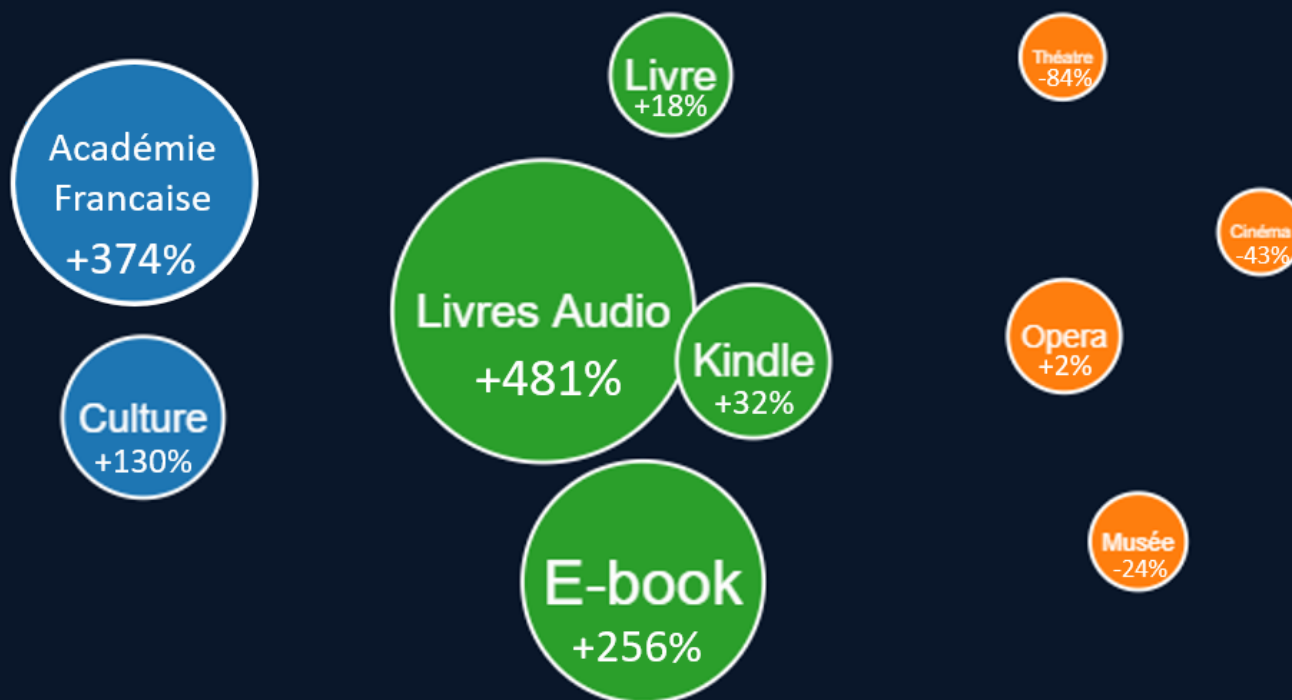 Académie
Francaise
+374%
Culture
+130%
Livre
+18%
Livres Audio
+481%
Kindle
+32%
E-book
+256%
Théatre
-84%
Cinéma
-43%
Opera
+2%
Musée
-24%